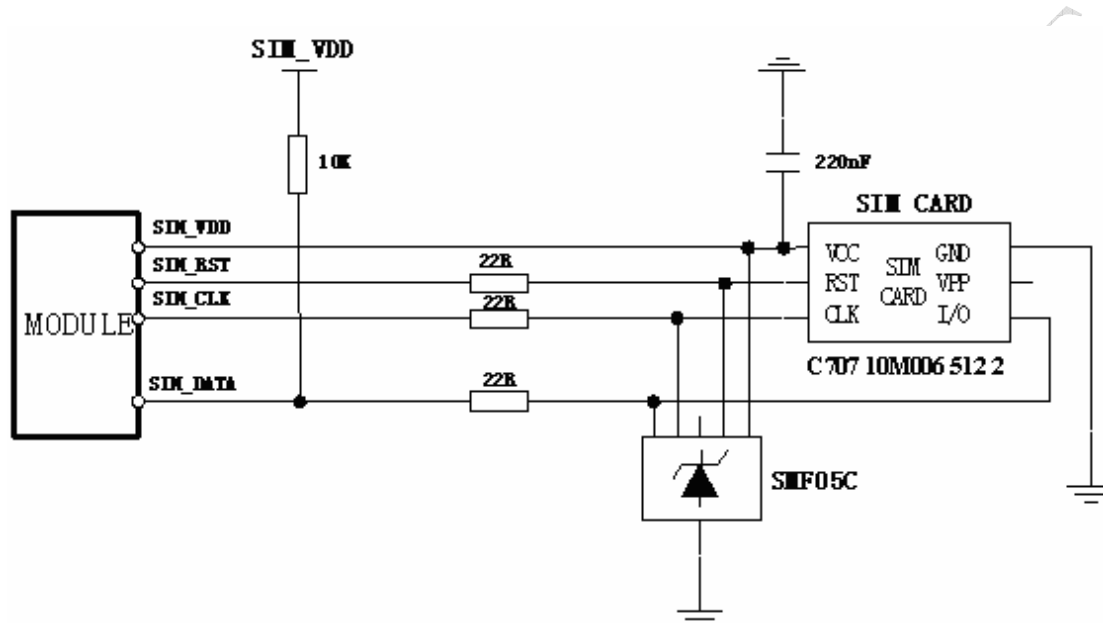 SIM_VDD
10K
220nF
SIM CARD
SIM_VDD
SIM_RST
SIM_CLK
SIM_DATA
MODULE
22R
22R
22R
VCC
RST
CLK
SIM
CARD
GND
VPP
I/O
C707 10M006 512 2
SMF05C